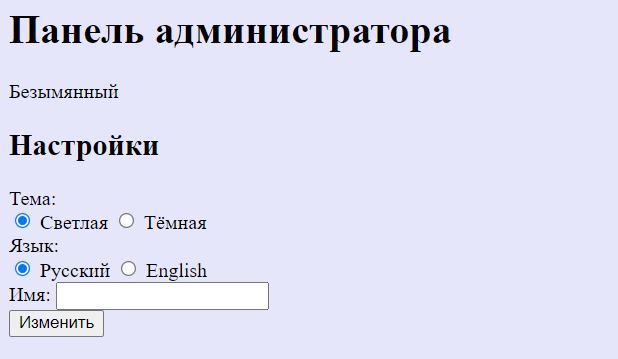 Панель администратора
Безымянный
Настройки
Тема:
Светлая Тёмная
Язык:
Русский English
Имя:
Изменить